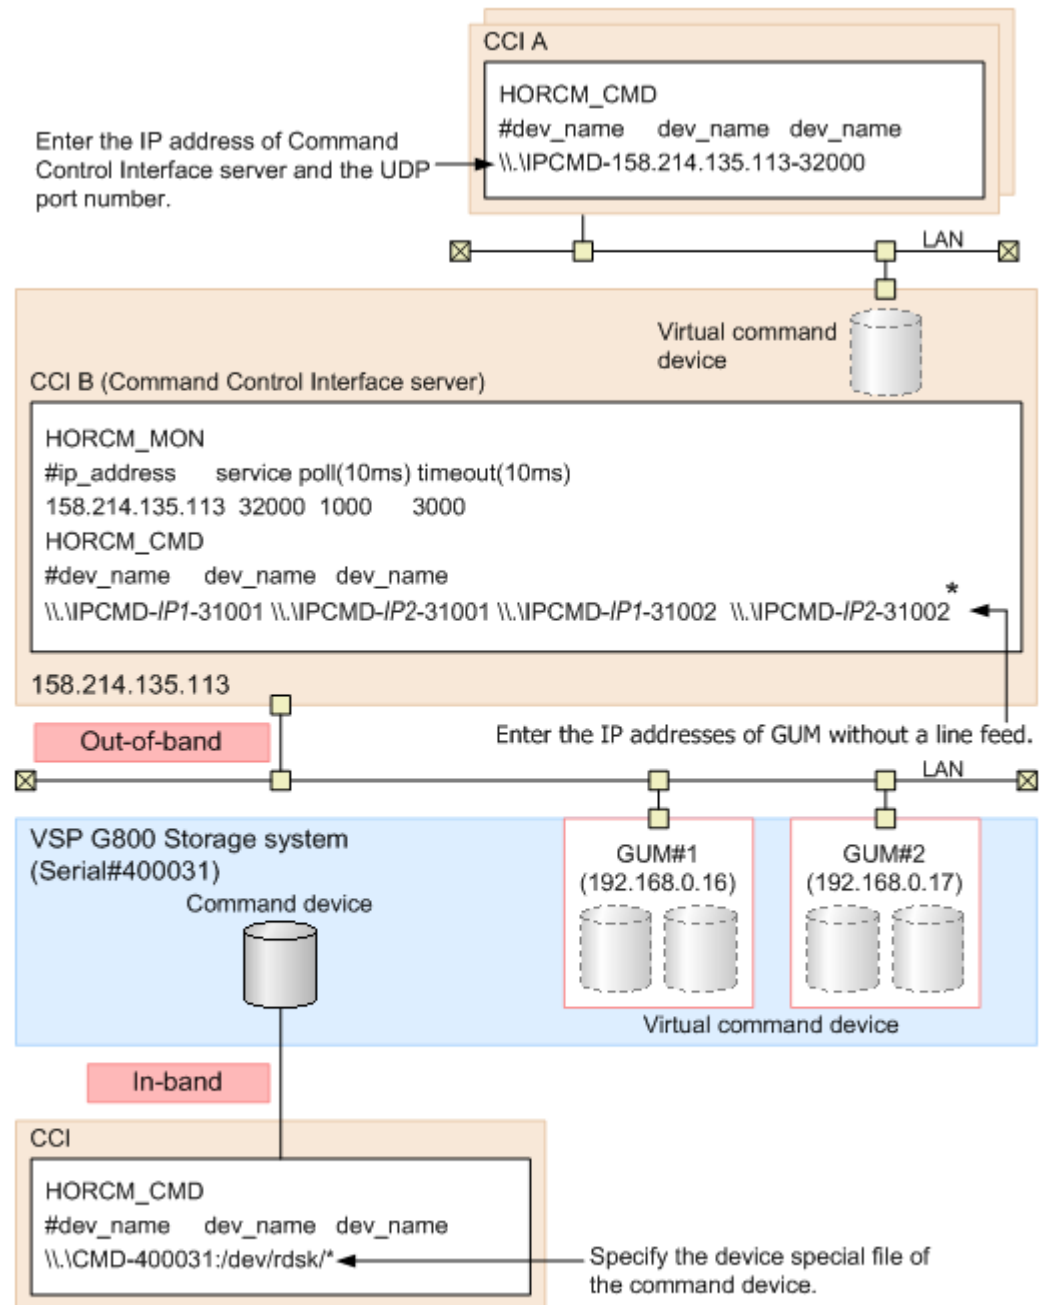 CCI A
HORCM_CMD
#dev_name dev_name dev_name
\\.\IPCMD-158.214.135.113-32000
Enter the IP address of Command
Control Interface server and the UDP
port number.
LAN
Virtual command
device
CCI B (Command Control Interface server)
HORCM_MON
#ip_address service poll(10ms) timeout(10ms)
158.214.135.113 32000 1000 3000
HORCM_CMD
#dev_name dev_name dev_name
\\.\IPCMD-IP1-31001 \\.\IPCMD-IP2-31001 \\.\IPCMD-IP1-31002 \\.\IPCMD-IP2-31002*
158.214.135.113
Enter the IP addresses of GUM without a line feed.
Out-of-band
LAN
VSP G800 Storage system
(Serial#400031)
Command device
GUM#1
(192.168.0.16)
GUM#2
(192.168.0.17)
Virtual command device
In-band
CCI
HORCM_CMD
#dev_name dev_name dev_name
\\.\CMD-400031:/dev/rdsk/*
Specify the device special file of
the command device.